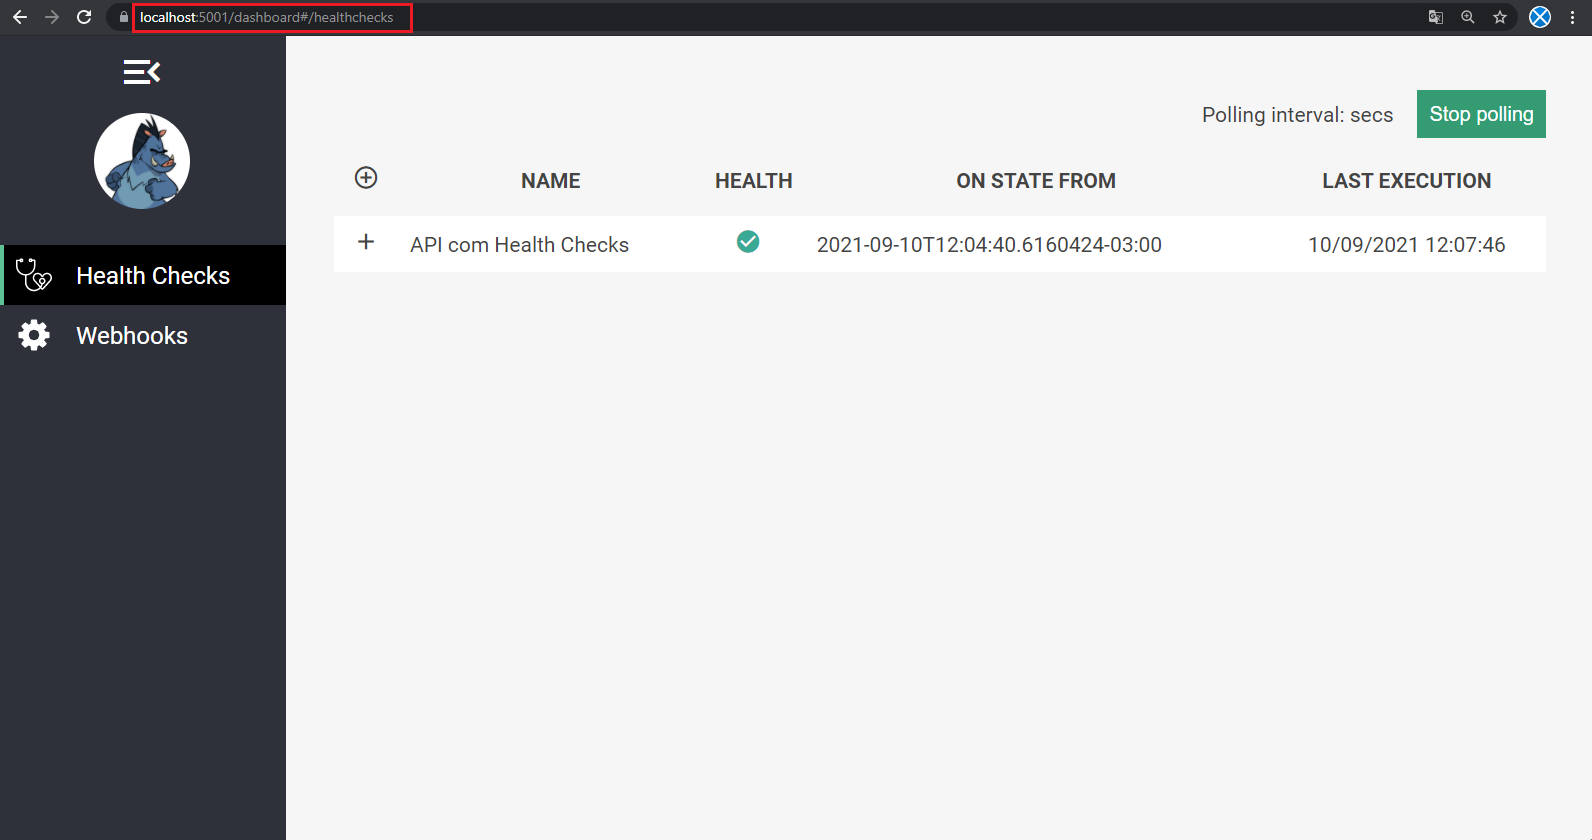 localhost:5001/dashboard#/healthchecks
Polling interval: secs
Stop polling
NAME HEALTH ON STATE FROM LAST EXECUTION
API com Health Checks 2021-09-10T12:04:40.6160424-03:00 10/09/2021 12:07:46
Health Checks
Webhooks